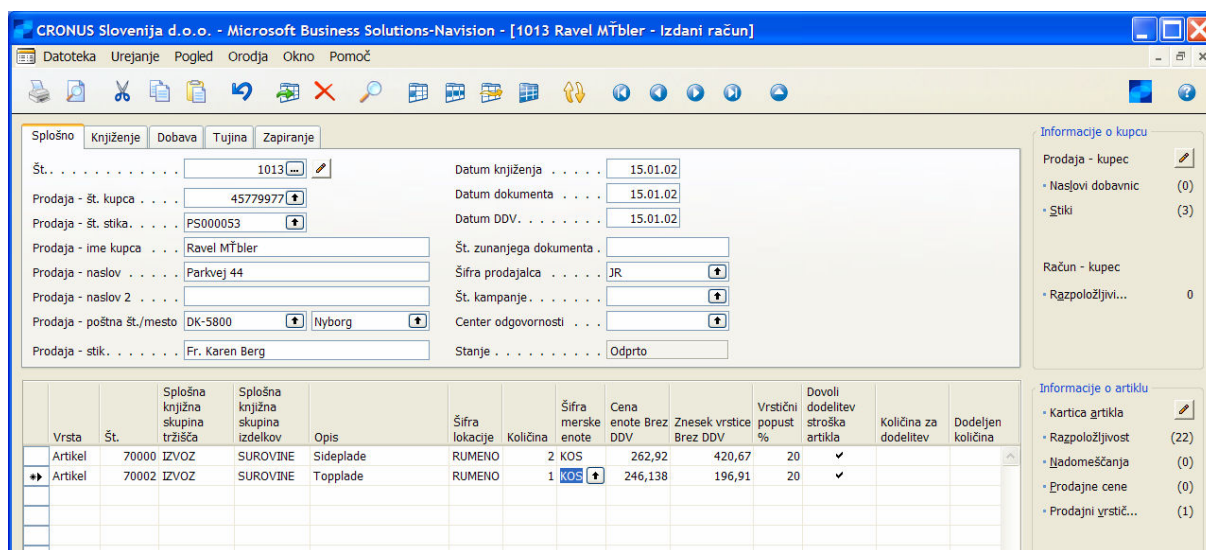 CRONUS Slovenija d.o.o. - Microsoft Business Solutions-Navision - [1013 Ravel MŤbler - Izdani račun]
Datoteka Urejanje Pogled Orodja Okno Pomoč
Splošno Knjiženje Dobava Tujina Zapiranje
Št. . . . . . . . . . . . . 1013
Prodaja - št. kupca . . . . 45779977
Prodaja - št. stika. . . . . PS000053
Prodaja - ime kupca . . . Ravel MŤbler
Prodaja - naslov . . . . . Parkvej 44
Prodaja - naslov 2 . . . .
Prodaja - poštna št./mesto DK-5800 Nyborg
Prodaja - stik. . . . . . . . Fr. Karen Berg
Datum knjiženja . . . . . 15.01.02
Datum dokumenta . . . . 15.01.02
Datum DDV. . . . . . . . 15.01.02
Št. zunanjega dokumenta .
Šifra prodajalca . . . . . JR
Št. kampanje. . . . . . .
Center odgovornosti . . .
Stanje . . . . . . . . . . Odprto
Informacije o kupcu
Prodaja - kupec
Naslovi dobavnic (0)
Stiki (3)
Račun - kupec
Razpoložljivi... 0
Vrsta Št. Splošna knjižna skupina tržišča Splošna knjižna skupina izdelkov Opis Šifra lokacije Količina Šifra merske enote Cena enote Brez DDV Znesek vrstice Brez DDV Vrstični popust % Dovoli dodelitev stroška artikla Količina za dodelitev Dodeljen količina
Artikel 70000 IZVOZ SUROVINE Sideplade RUMENO 2 KOS 262,92 420,67 20 ✔
Artikel 70002 IZVOZ SUROVINE Topplade RUMENO 1 KOS 246,138 196,91 20 ✔
Informacije o artiklu
Kartica artikla
Razpoložljivost (22)
Nadomeščanja (0)
Prodajne cene (0)
Prodajni vrstič... (1)